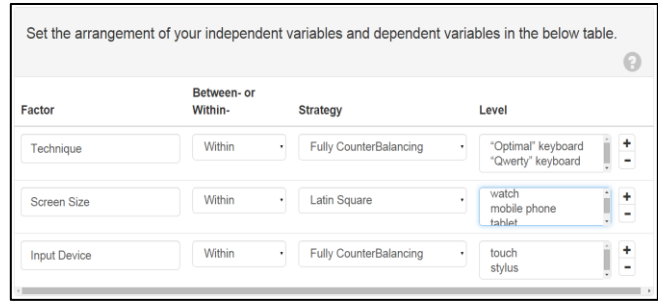 Set the arrangement of your independent variables and dependent variables in the below table.
?
Between- or
Factor Within- Strategy Level
Technique Within Fully CounterBalancing "Optimal" keyboard + 
"Qwerty" keyboard -
Screen Size Within Latin Square watch +
mobile phone -
tablet
Input Device Within Fully CounterBalancing touch +
stylus -